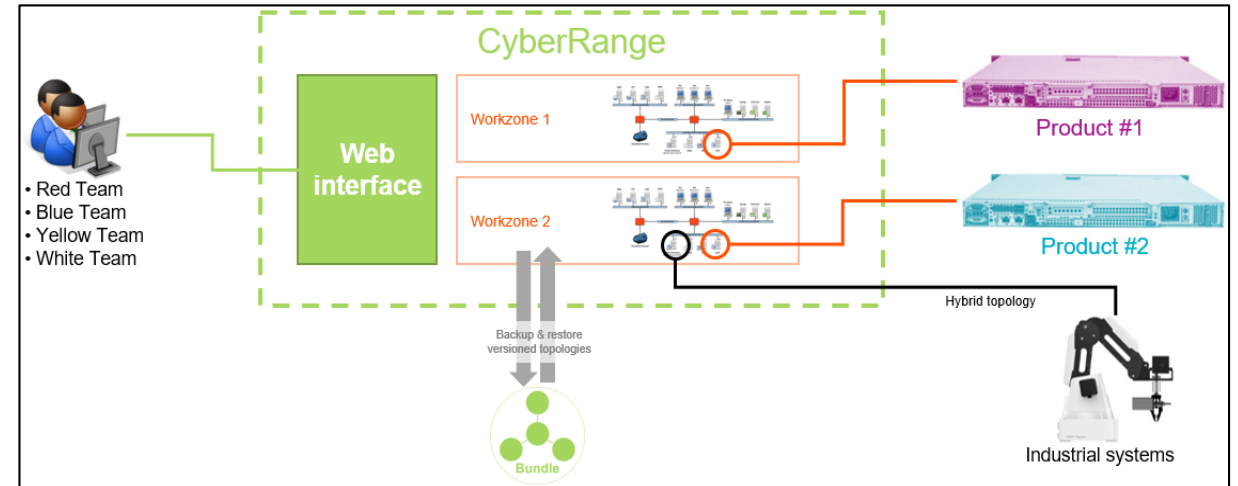 CyberRange
Web
interface
Workzone 1
Workzone 2
• Red Team
• Blue Team
• Yellow Team
• White Team
Product #1
Product #2
Hybrid topology
Backup & restore
versioned topologies
Bundle
Industrial systems